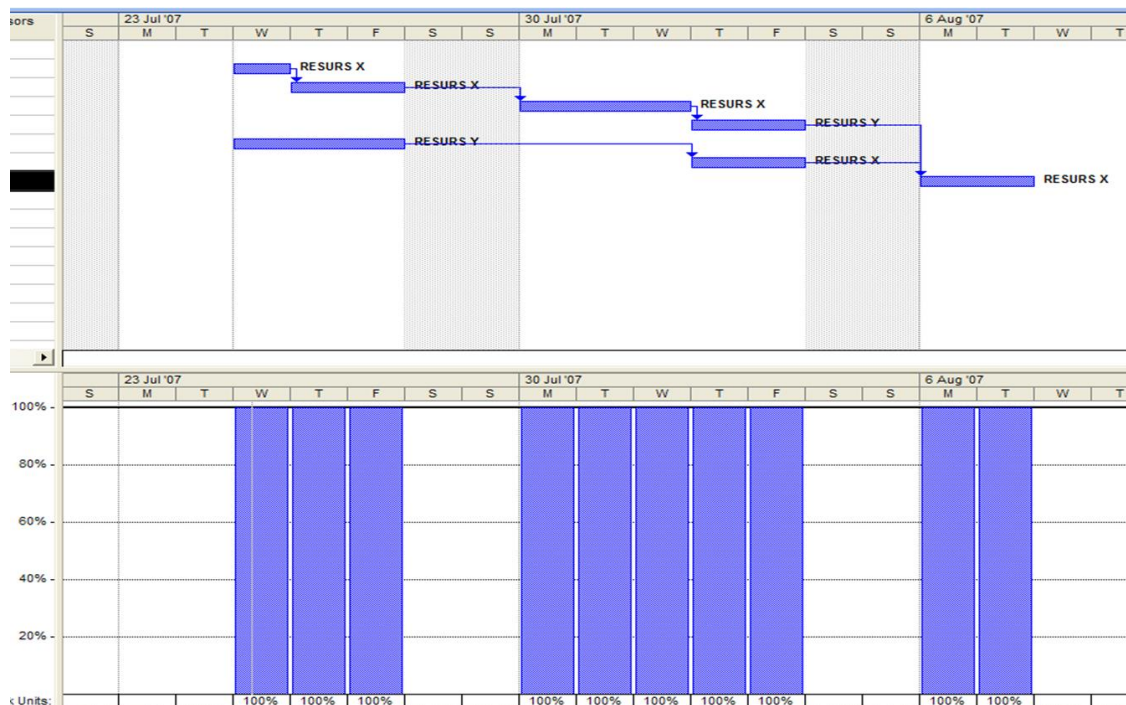 sors 23 Jul '07 30 Jul '07 6 Aug '07
S M T W T F S S M T W T F S S M T W T
RESURS X
RESURS X
RESURS X
RESURS Y
RESURS Y
RESURS X
RESURS X
23 Jul '07 30 Jul '07 6 Aug '07
S M T W T F S S M T W T F S S M T W T
100%
80%
60%
40%
20%
k Units: 100% 100% 100% 100% 100% 100% 100% 100% 100% 100%